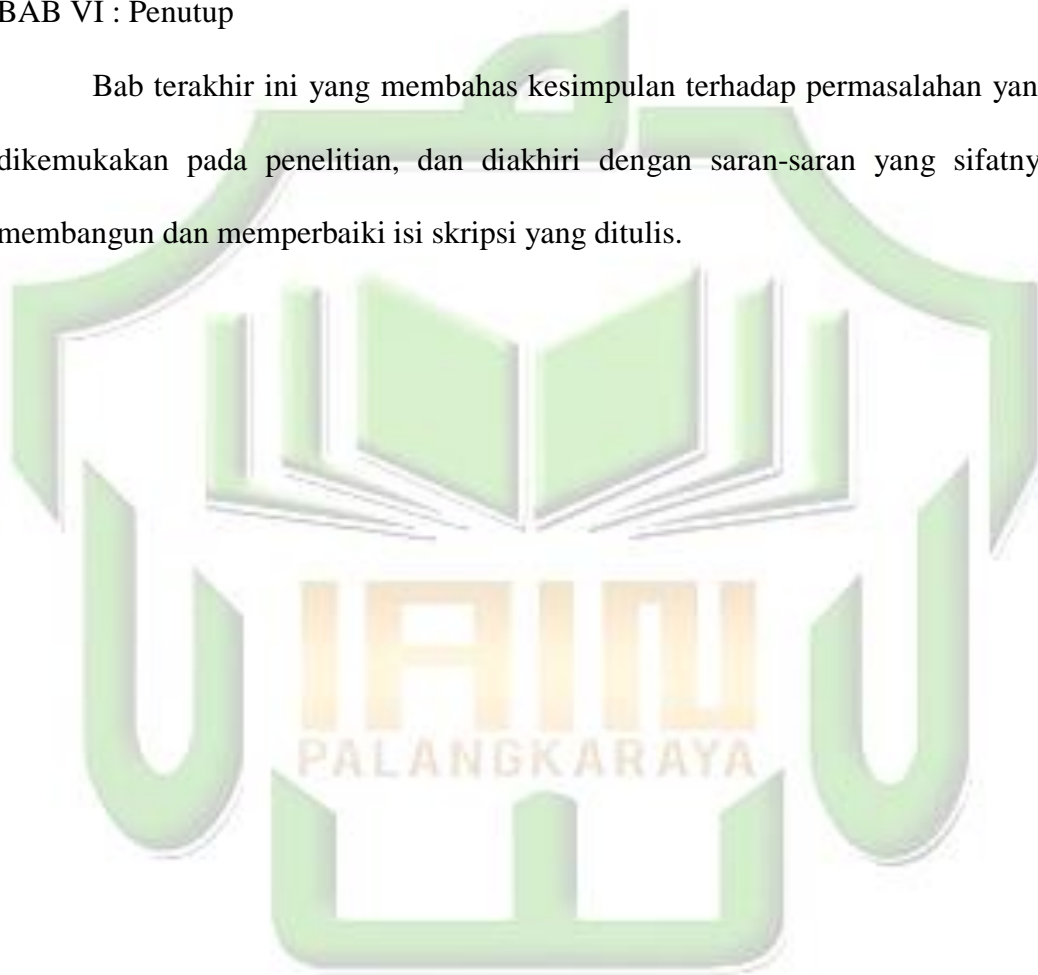 BAB VI : Penutup
Bab terakhir ini yang membahas kesimpulan terhadap permasalahan yan
dikemukakan pada penelitian, dan diakhiri dengan saran-saran yang sifatny
membangun dan memperbaiki isi skripsi yang ditulis.
IAIN
PALANGKARAYA